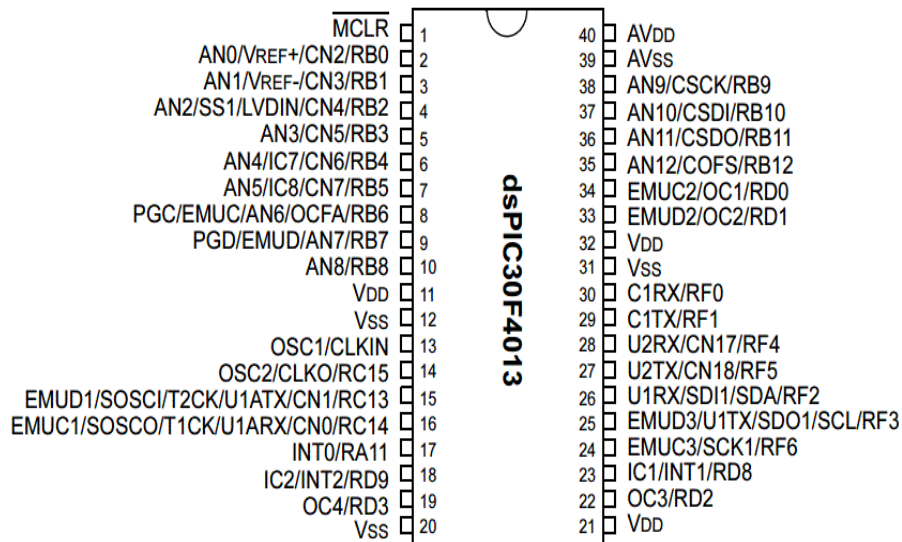 MCLR 1
AN0/VREF+/CN2/RB0 2
AN1/VREF-/CN3/RB1 3
AN2/SS1/LVDIN/CN4/RB2 4
AN3/CN5/RB3 5
AN4/IC7/CN6/RB4 6
AN5/IC8/CN7/RB5 7
PGC/EMUC/AN6/OCFA/RB6 8
PGD/EMUD/AN7/RB7 9
AN8/RB8 10
VDD 11
VSS 12
OSC1/CLKIN 13
OSC2/CLKO/RC15 14
EMUD1/SOSCI/T2CK/U1ATX/CN1/RC13 15
EMUC1/SOSCO/T1CK/U1ARX/CN0/RC14 16
INT0/RA11 17
IC2/INT2/RD9 18
OC4/RD3 19
VSS 20
dsPIC30F4013
40 AVDD
39 AVSS
38 AN9/CSCK/RB9
37 AN10/CSDI/RB10
36 AN11/CSDO/RB11
35 AN12/COFS/RB12
34 EMUC2/OC1/RD0
33 EMUD2/OC2/RD1
32 VDD
31 VSS
30 C1RX/RF0
29 C1TX/RF1
28 U2RX/CN17/RF4
27 U2TX/CN18/RF5
26 U1RX/SDI1/SDA/RF2
25 EMUD3/U1TX/SDO1/SCL/RF3
24 EMUC3/SCK1/RF6
23 IC1/INT1/RD8
22 OC3/RD2
21 VDD